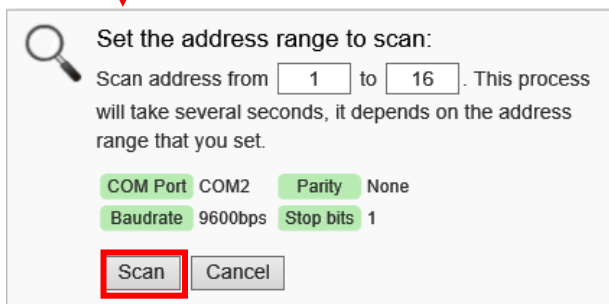 Set the address range to scan:
Scan address from 1 to 16 . This process
will take several seconds, it depends on the address
range that you set.
COM Port COM2 Parity None
Baudrate 9600bps Stop bits 1
Scan Cancel